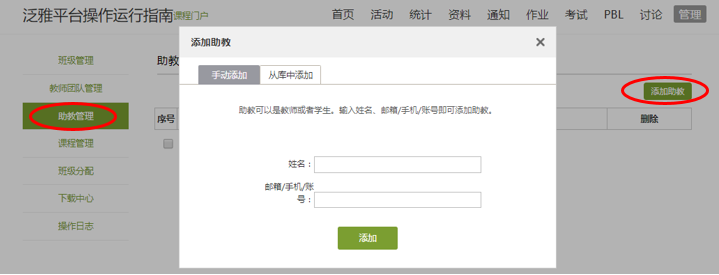 泛雅平台操作运行指南课程门户 首页 活动 统计 资料 通知 作业 考试 PBL 讨论 管理
添加助教 ×
班级管理
助教
手动添加 从库中添加
教师团队管理
添加助教
助教管理
助教可以是教师或者学生。输入姓名、邮箱/手机/账号即可添加助教。
序号
删除
课程管理
姓名：
班级分配
邮箱/手机/账
号：
下载中心
操作日志
添加